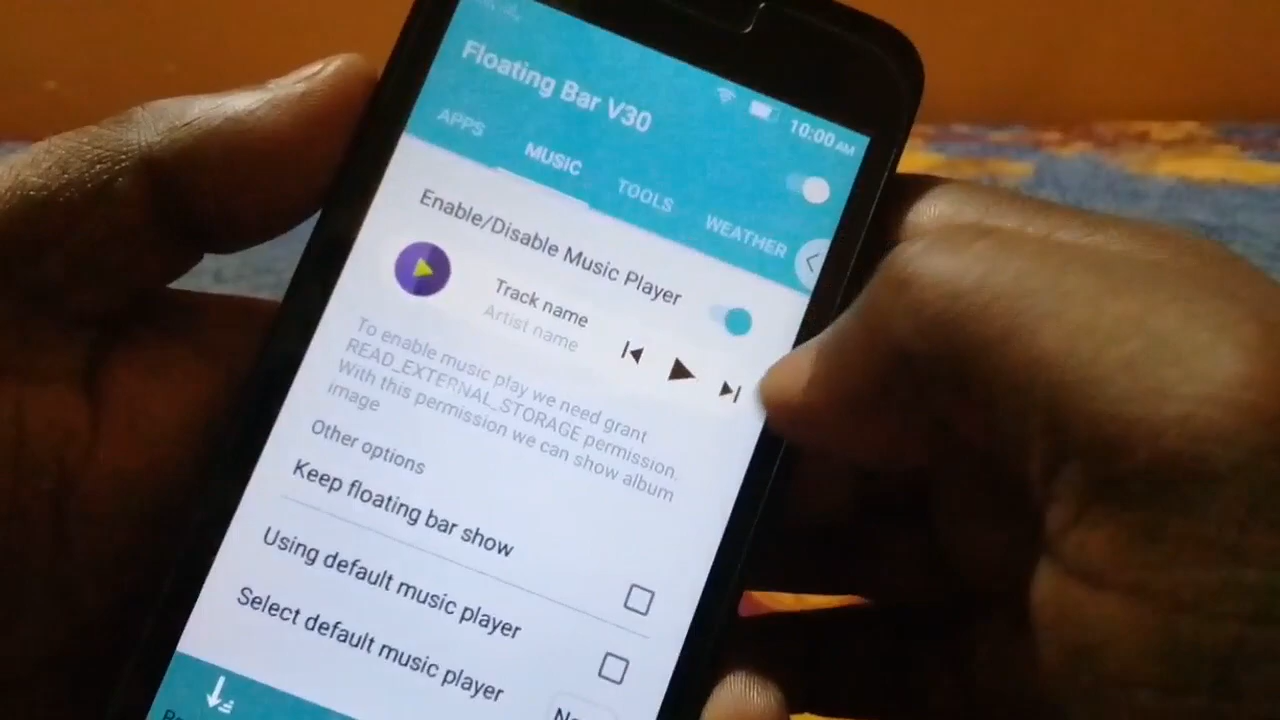 Floating Bar V30
10:00 AM
APPS
MUSIC
TOOLS
WEATHER
Enable/Disable Music Player
Track name
Artist name
To enable music play we need grant
READ_EXTERNAL_STORAGE permission.
With this permission we can show album
image
Other options
Keep floating bar show
Using default music player
Select default music player